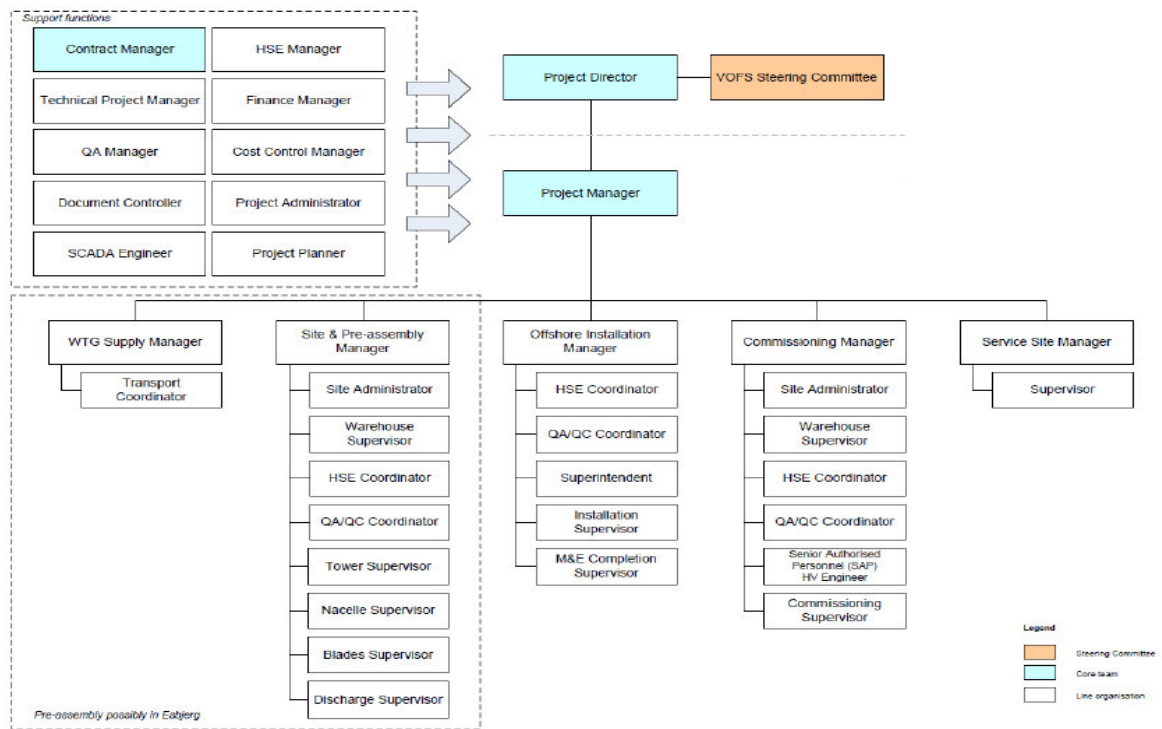 Support functions
Contract Manager
HSE Manager
Technical Project Manager
Finance Manager
QA Manager
Cost Control Manager
Document Controller
Project Administrator
SCADA Engineer
Project Planner
Project Director
VOFS Steering Committee
Project Manager
WTG Supply Manager
Transport
Coordinator
Site & Pre-assembly
Manager
Site Administrator
Warehouse
Supervisor
HSE Coordinator
QA/QC Coordinator
Tower Supervisor
Nacelle Supervisor
Blades Supervisor
Discharge Supervisor
Offshore Installation
Manager
HSE Coordinator
QA/QC Coordinator
Superintendent
Installation
Supervisor
M&E Completion
Supervisor
Commissioning Manager
Site Administrator
Warehouse
Supervisor
HSE Coordinator
QA/QC Coordinator
Senior Authorised
Personnel (SAP)
HV Engineer
Commissioning
Supervisor
Service Site Manager
Supervisor
Pre-assembly possibly in Eabjerg
Legend
Steering Committee
Core team
Line organisation